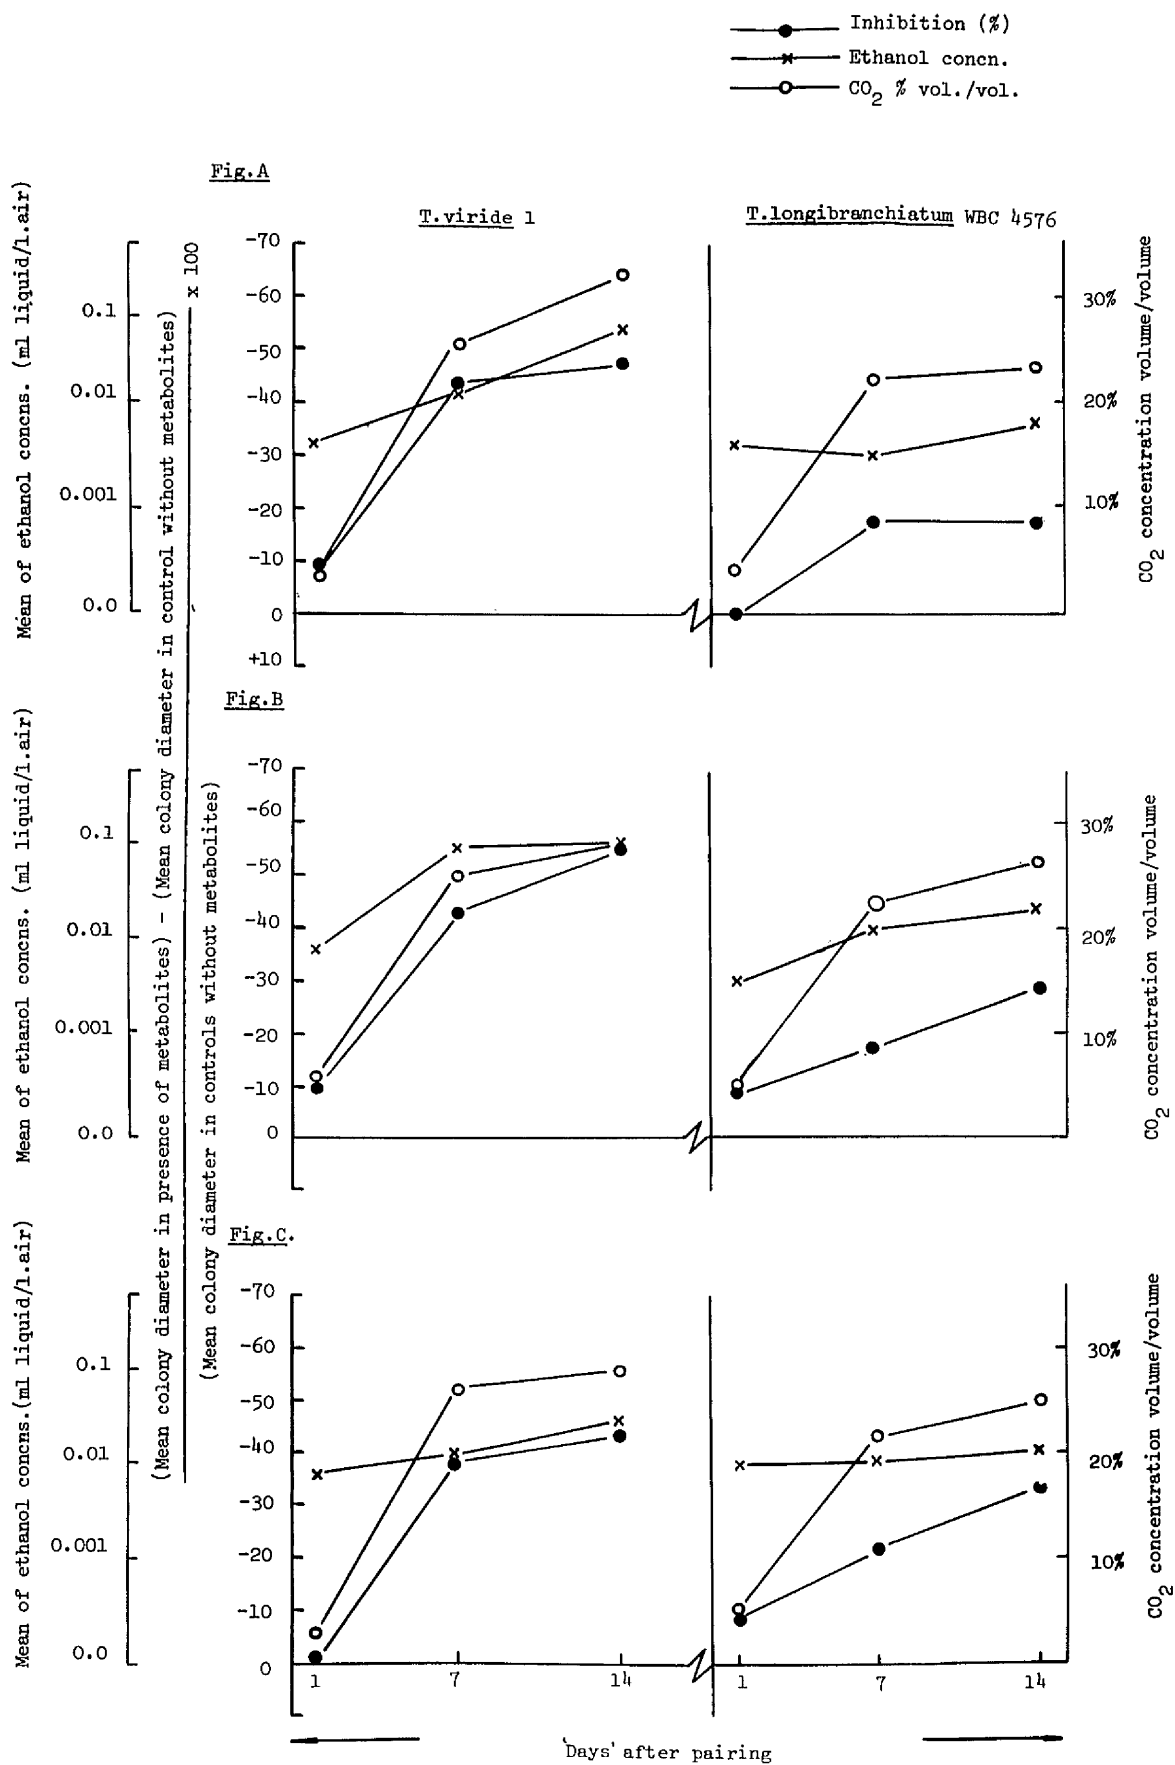 Inhibition (%)
Ethanol concn.
CO2 % vol./vol.
Fig.A
T.viride 1
T.longibranchiatum WBC 4576
Mean of ethanol concns. (ml liquid/l.air)
0.1
0.01
0.001
0.0
(Mean colony diameter in presence of metabolites) - (Mean colony diameter in control without metabolites)
x 100
(Mean colony diameter in controls without metabolites)
-70
-60
-50
-40
-30
-20
-10
0
+10
30%
20%
10%
CO2 concentration volume/volume
Fig.B
Mean of ethanol concns. (ml liquid/l.air)
0.1
0.01
0.001
0.0
-70
-60
-50
-40
-30
-20
-10
0
30%
20%
10%
CO2 concentration volume/volume
Fig.C.
Mean of ethanol concns.(ml liquid/l.air)
0.1
0.01
0.001
0.0
-70
-60
-50
-40
-30
-20
-10
0
30%
20%
10%
CO2 concentration volume/volume
1 7 14
1 7 14
'Days' after pairing